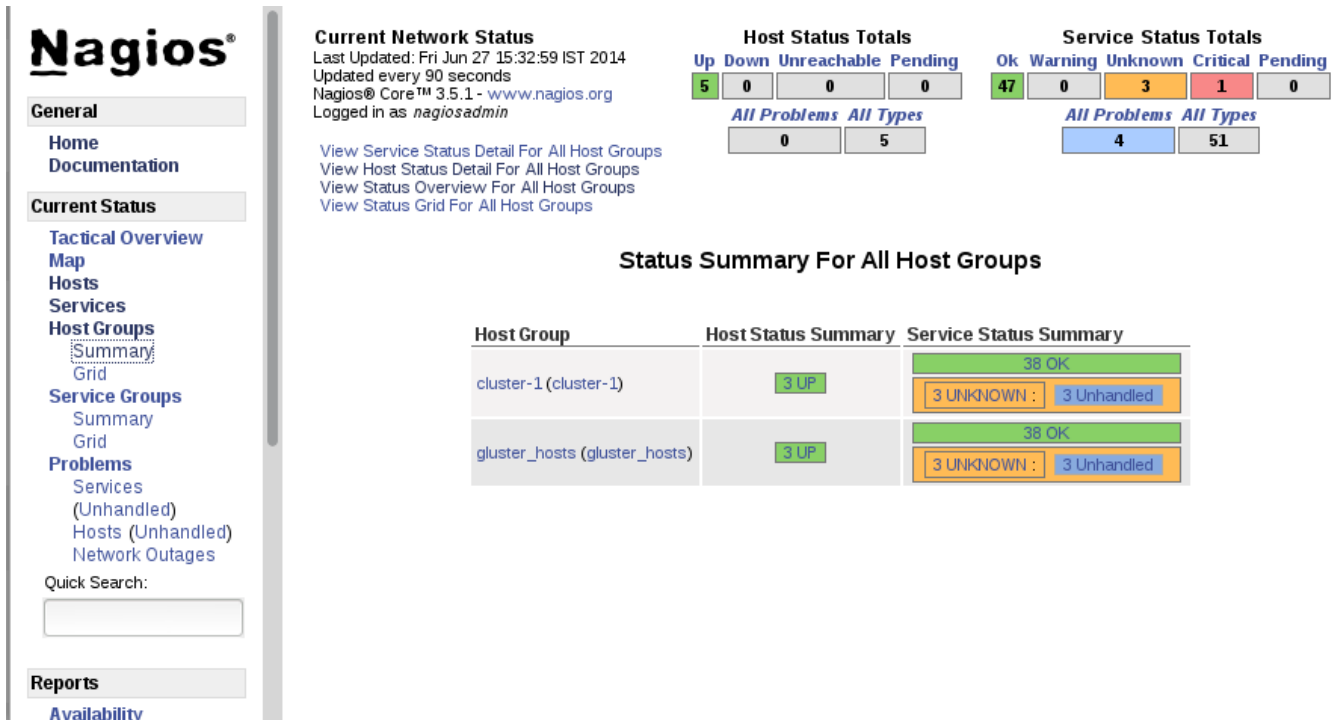 Nagios®
General
Home
Documentation
Current Status
Tactical Overview
Map
Hosts
Services
Host Groups
Summary
Grid
Service Groups
Summary
Grid
Problems
Services
(Unhandled)
Hosts (Unhandled)
Network Outages
Quick Search:
Reports
Availability
Current Network Status
Last Updated: Fri Jun 27 15:32:59 IST 2014
Updated every 90 seconds
Nagios® Core™ 3.5.1 - www.nagios.org
Logged in as nagiosadmin
View Service Status Detail For All Host Groups
View Host Status Detail For All Host Groups
View Status Overview For All Host Groups
View Status Grid For All Host Groups
Host Status Totals
Up Down Unreachable Pending
5 0 0 0
All Problems All Types
0 5
Service Status Totals
Ok Warning Unknown Critical Pending
47 0 3 1 0
All Problems All Types
4 51
Status Summary For All Host Groups
Host Group Host Status Summary Service Status Summary
cluster-1 (cluster-1) 3 UP 38 OK
3 UNKNOWN : 3 Unhandled
gluster_hosts (gluster_hosts) 3 UP 38 OK
3 UNKNOWN : 3 Unhandled